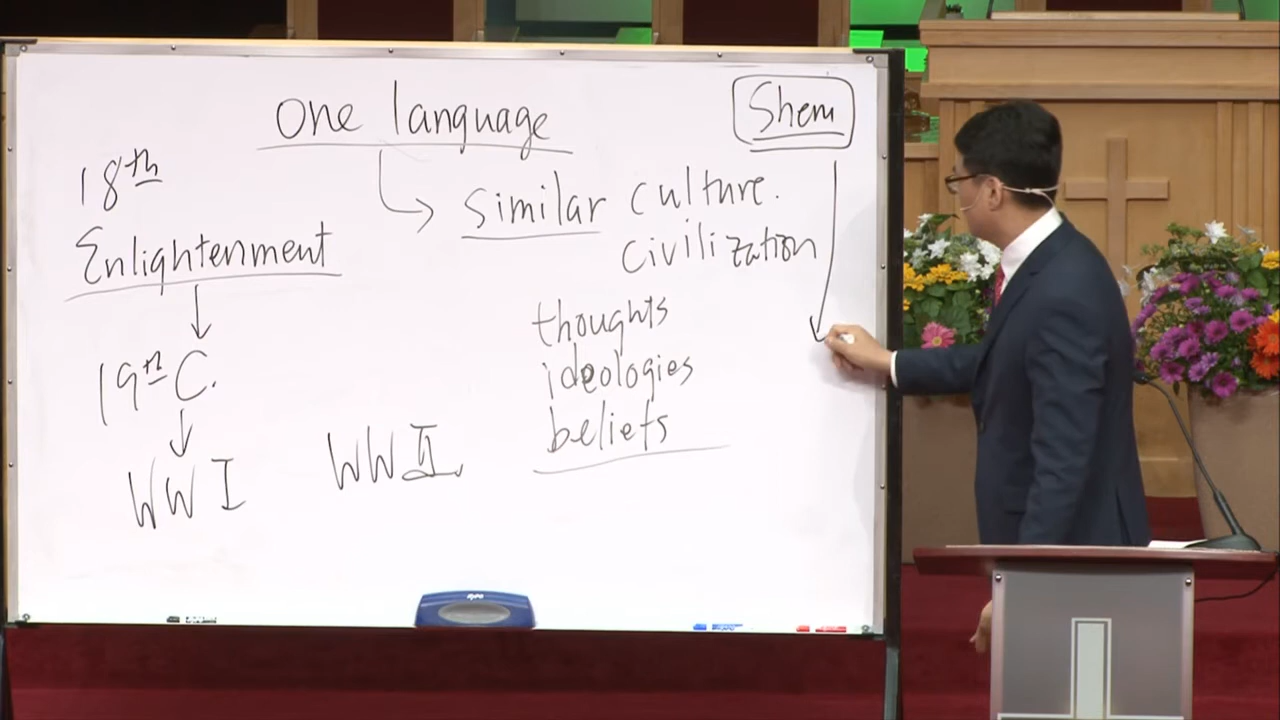 One language
Shem
18th
Enlightenment
19th C.
WW I
WW II
similar culture.
civilization
thoughts
ideologies
beliefs